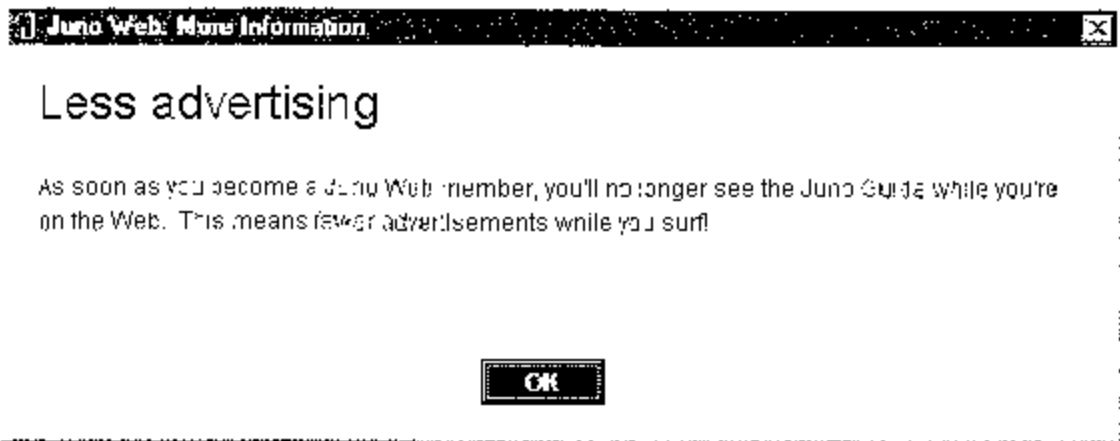 Juno Web: More Information
Less advertising
As soon as you become a Juno Web member, you'll no longer see the Juno Guide while you're
on the Web. This means fewer advertisements while you surf!
OK